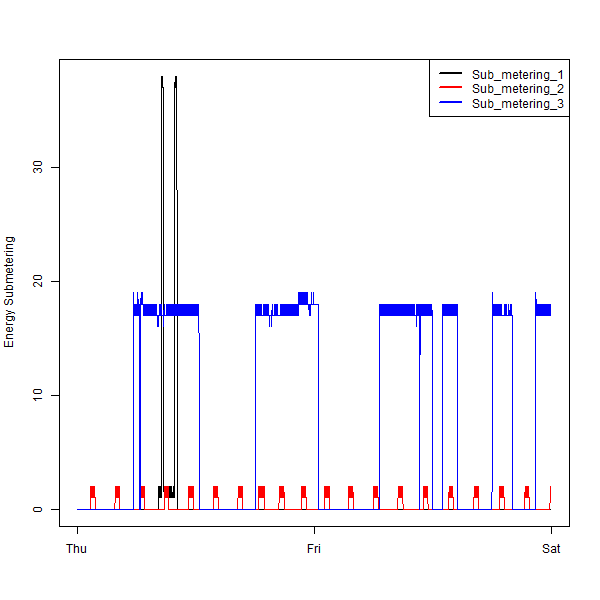 Sub_metering_1
Sub_metering_2
Sub_metering_3
Energy Submetering
30
20
10
0
Thu Fri Sat